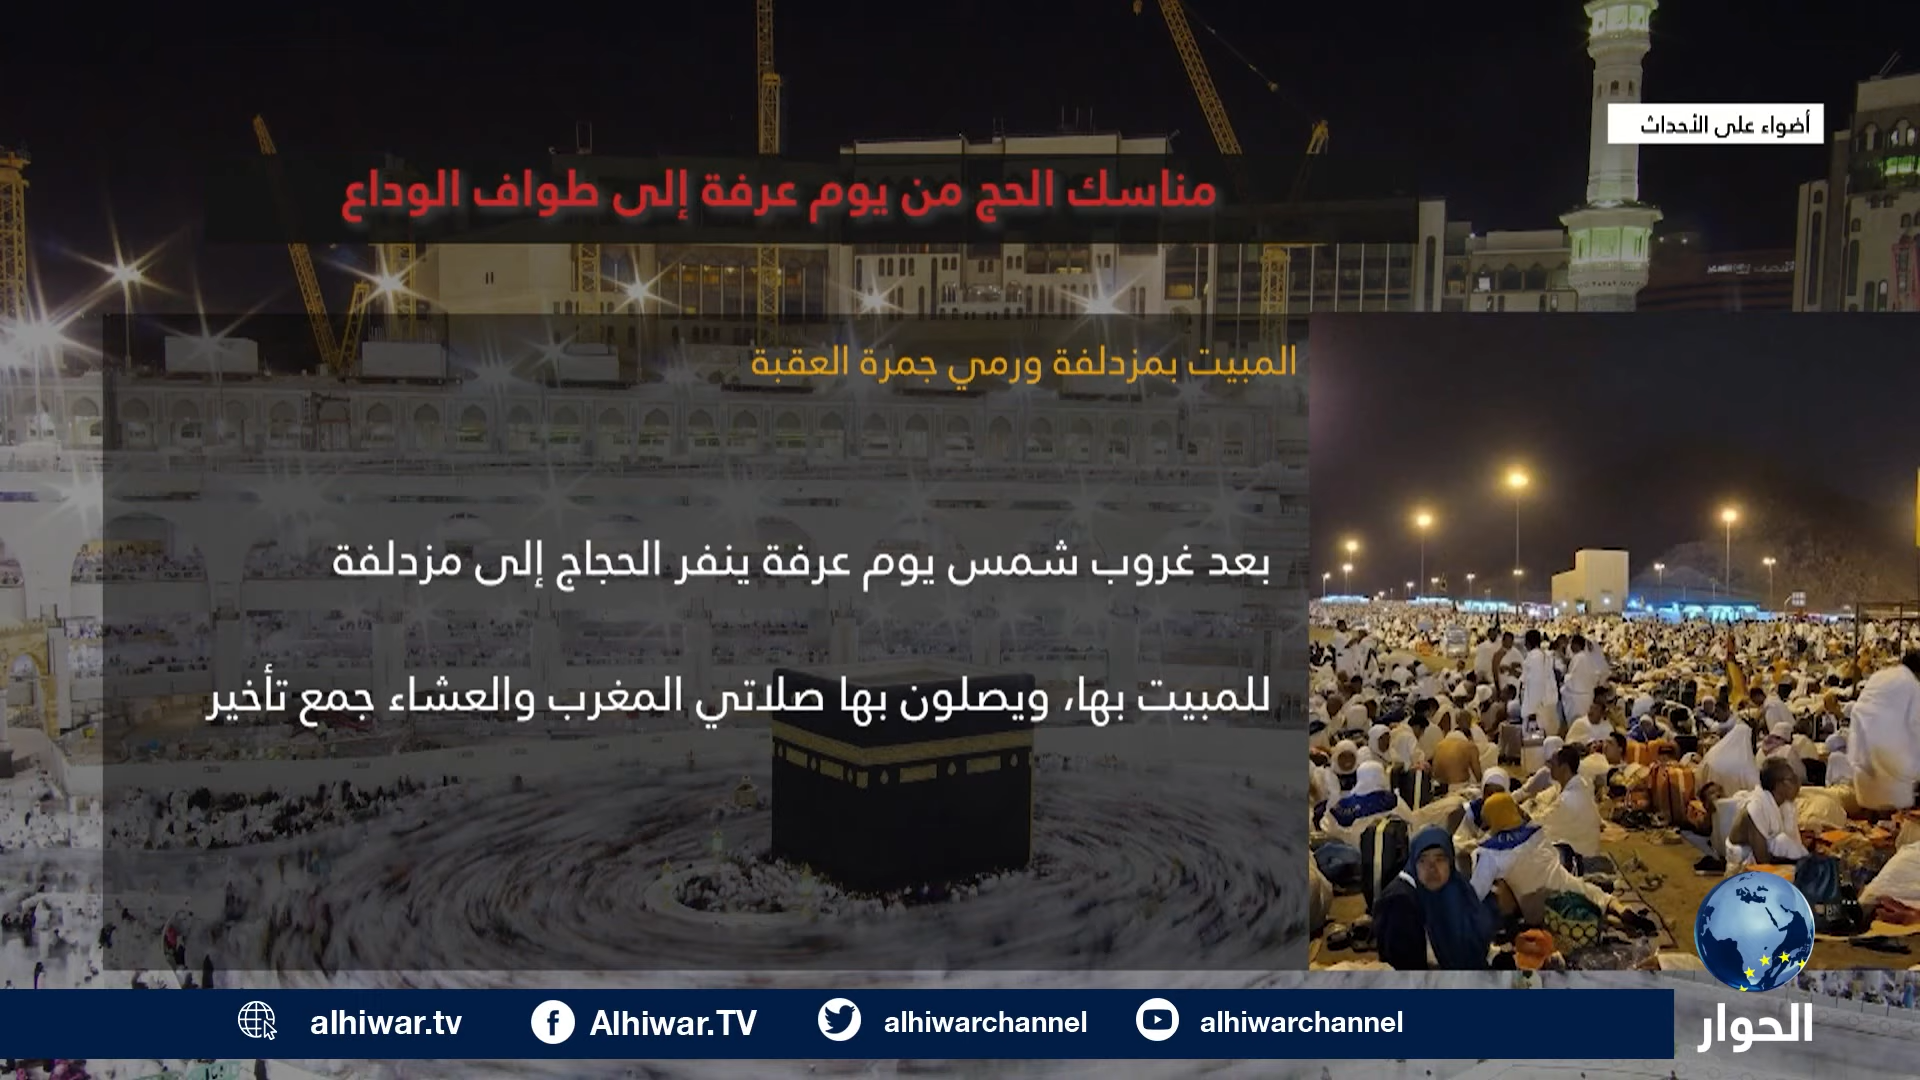 أضواء على الأحداث
مناسك الحج من يوم عرفة إلى طواف الوداع
المبيت بمزدلفة ورمي جمرة العقبة
بعد غروب شمس يوم عرفة ينفر الحجاج إلى مزدلفة
للمبيت بها، ويصلون بها صلاتي المغرب والعشاء جمع تأخير
alhiwar.tv
Alhiwar.TV
alhiwarchannel
alhiwarchannel
الحوار